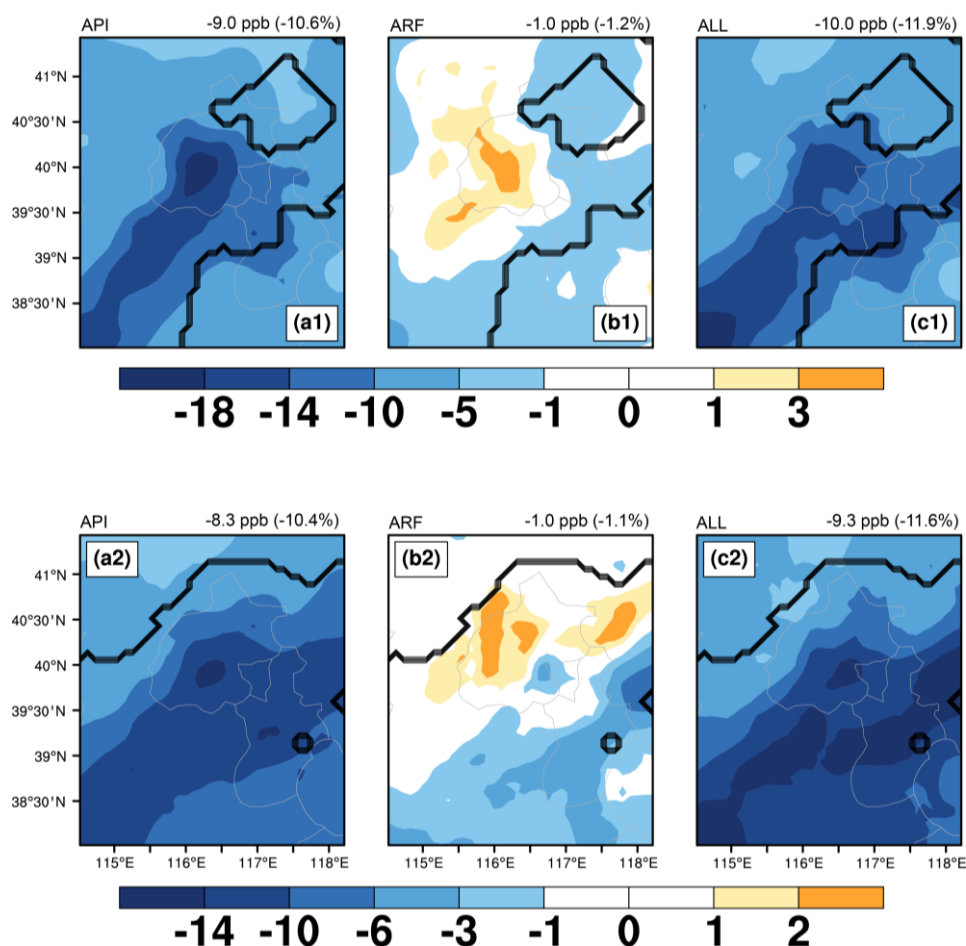 API -9.0 ppb (-10.6%) ARF -1.0 ppb (-1.2%) ALL -10.0 ppb (-11.9%)
41°N
40°30'N
40°N
39°30'N
39°N
38°30'N
(a1) (b1) (c1)
-18 -14 -10 -5 -1 0 1 3
API -8.3 ppb (-10.4%) ARF -1.0 ppb (-1.1%) ALL -9.3 ppb (-11.6%)
(a2) (b2) (c2)
41°N
40°30'N
40°N
39°30'N
39°N
38°30'N
115°E 116°E 117°E 118°E 115°E 116°E 117°E 118°E 115°E 116°E 117°E 118°E
-14 -10 -6 -3 -1 0 1 2